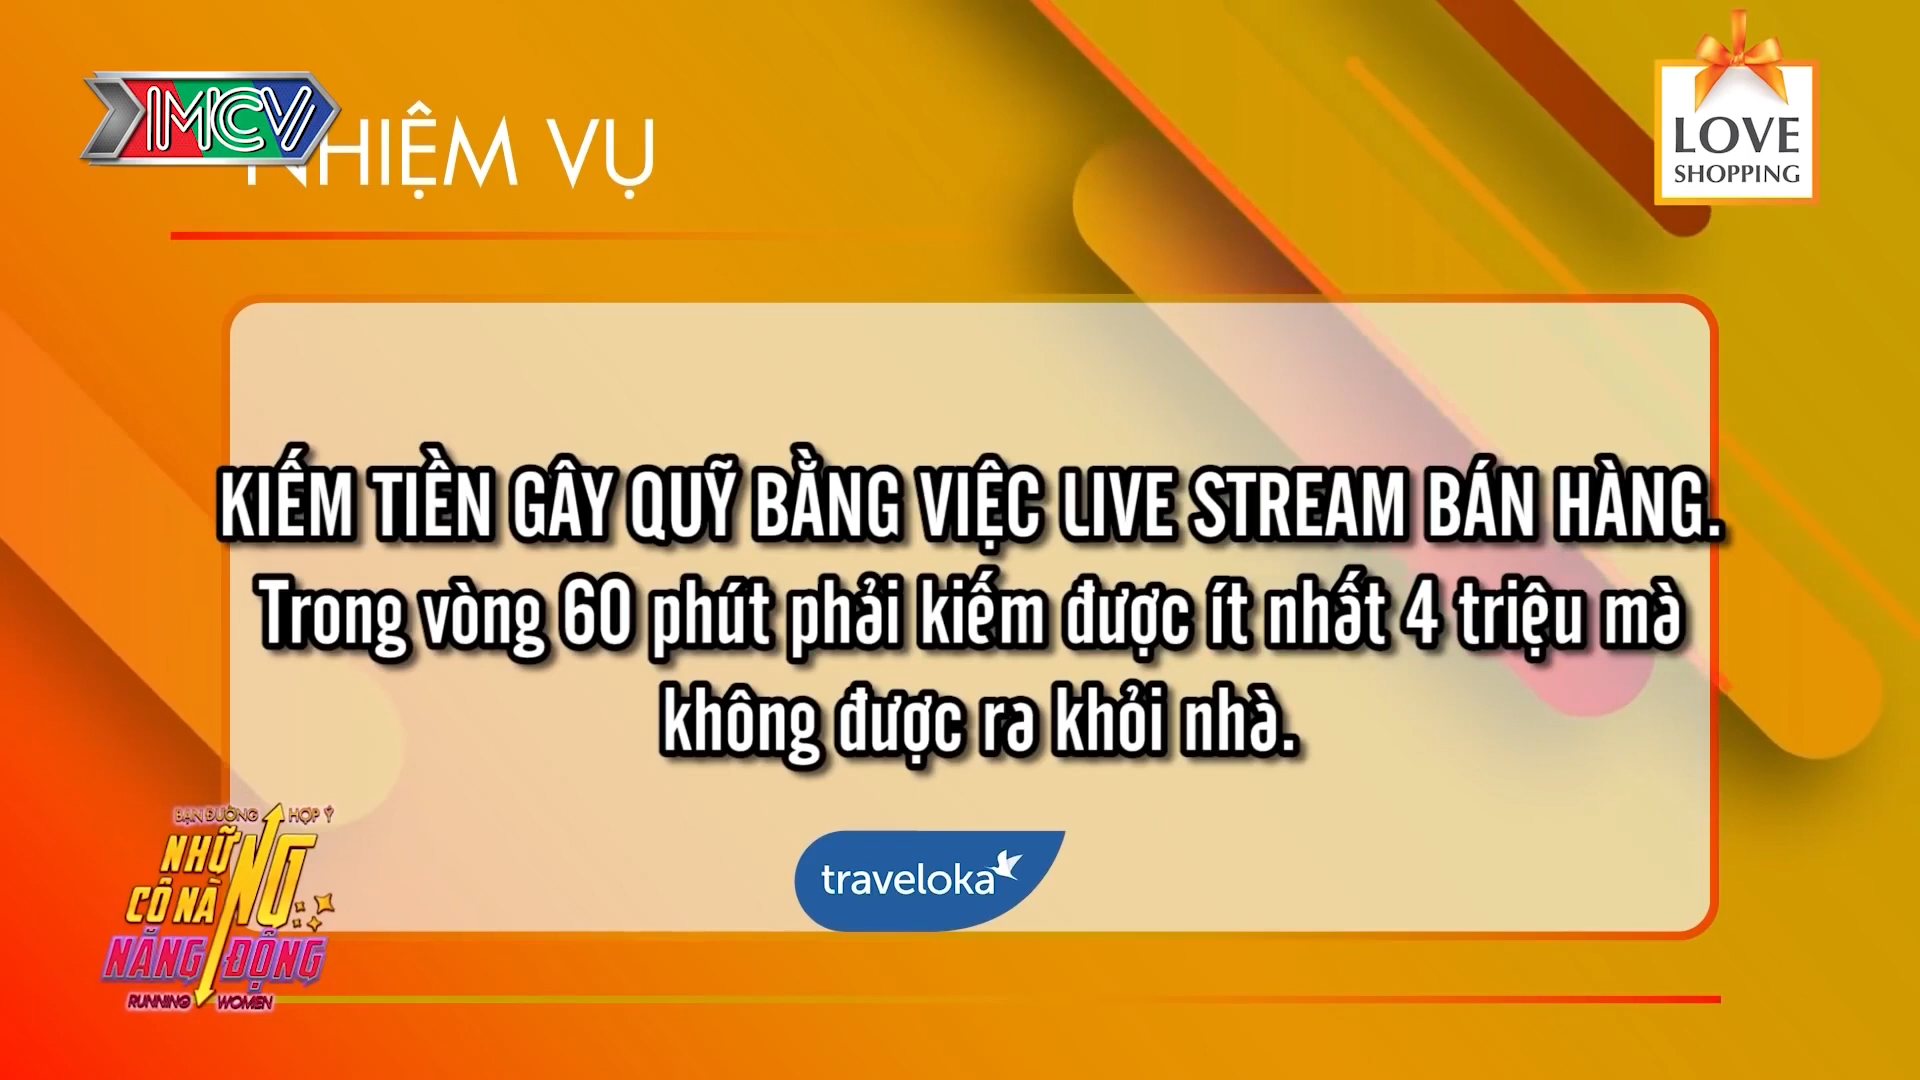 MCV
NHIỆM VỤ
LOVE
SHOPPING
KIẾM TIỀN GÂY QUỸ BẰNG VIỆC LIVE STREAM BÁN HÀNG.
Trong vòng 60 phút phải kiếm được ít nhất 4 triệu mà
không được ra khỏi nhà.
traveloka
BẠN ĐƯỜNG HỢP Ý
NHỮNG
CÔ NÀNG
NĂNG ĐỘNG
RUNNING WOMEN